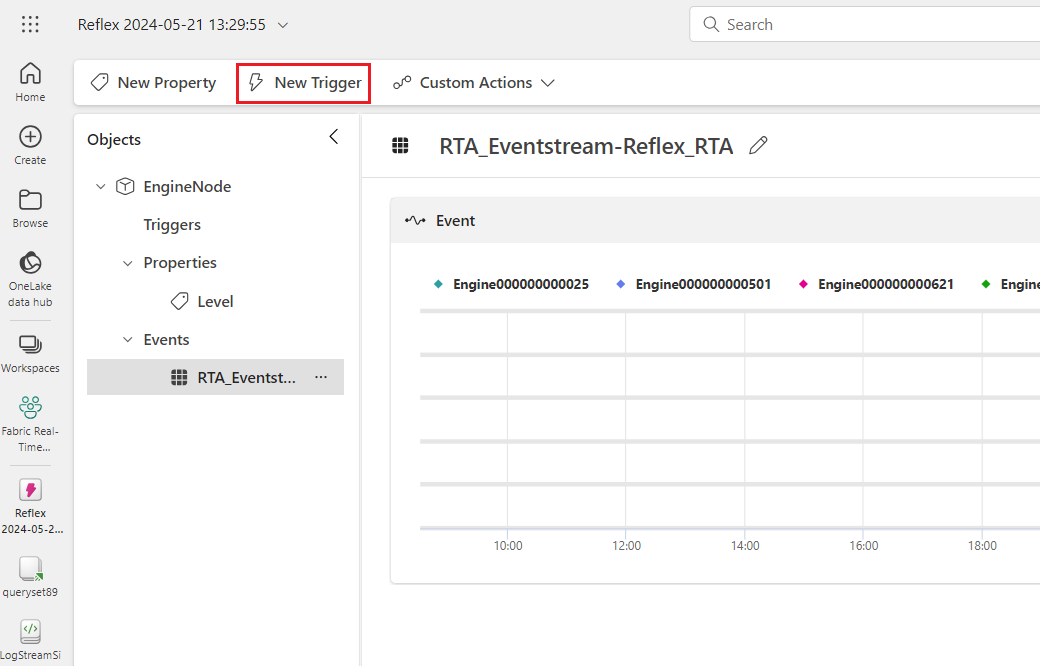 Reflex 2024-05-21 13:29:55
Search
Home
Create
Browse
OneLake
data hub
Workspaces
Fabric Real-
Time...
Reflex
2024-05-2...
queryset89
LogStreamSi
New Property
New Trigger
Custom Actions
Objects
EngineNode
Triggers
Properties
Level
Events
RTA_Eventst...
RTA_Eventstream-Reflex_RTA
Event
Engine000000000025
Engine000000000501
Engine000000000621
Engine
10:00
12:00
14:00
16:00
18:00